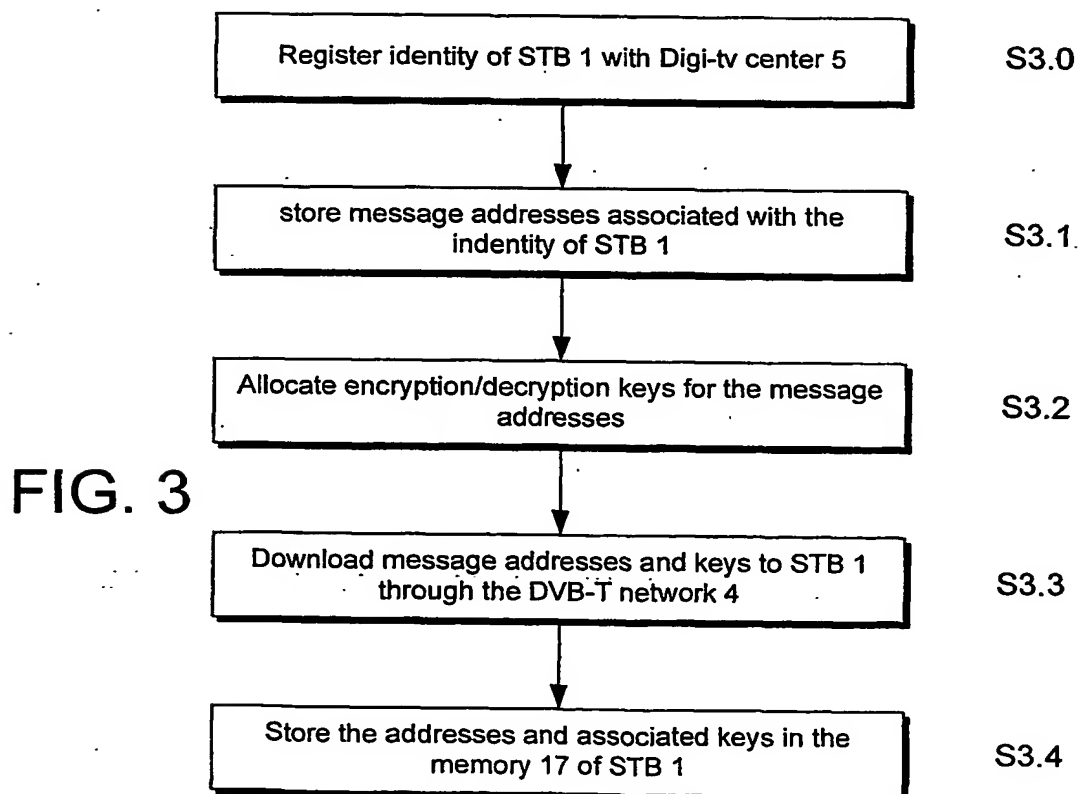 Register identity of STB 1 with Digi-tv center 5
S3.0
store message addresses associated with the
indentity of STB 1
S3.1
Allocate encryption/decryption keys for the message
addresses
S3.2
FIG. 3
Download message addresses and keys to STB 1
through the DVB-T network 4
S3.3
Store the addresses and associated keys in the
memory 17 of STB 1
S3.4